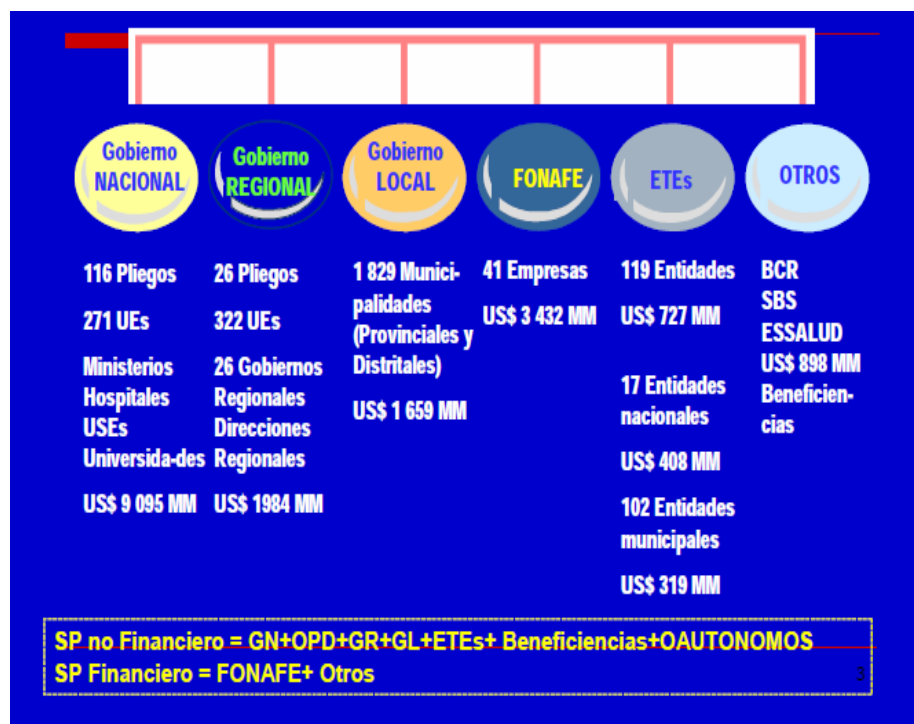 Gobierno
NACIONAL
Gobierno
REGIONAL
Gobierno
LOCAL
FONAFE
ETEs
OTROS
116 Pliegos
271 UEs
Ministerios
Hospitales
USEs
Universida-des
US$ 9 095 MM
26 Pliegos
322 UEs
26 Gobiernos
Regionales
Direcciones
Regionales
US$ 1984 MM
1 829 Munici-
palidades
(Provinciales y
Distritales)
US$ 1 659 MM
41 Empresas
US$ 3 432 MM
119 Entidades
US$ 727 MM
17 Entidades
nacionales
US$ 408 MM
102 Entidades
municipales
US$ 319 MM
BCR
SBS
ESSALUD
US$ 898 MM
Beneficien-
cias
SP no Financiero = GN+OPD+GR+GL+ETEs+ Beneficiencias+OAUTONOMOS
SP Financiero = FONAFE+ Otros
3